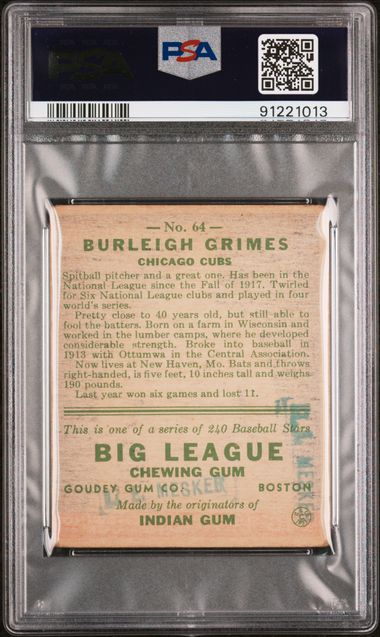 PSA
PSA
91221013
— No. 64 —
BURLEIGH GRIMES
CHICAGO CUBS
Spitball pitcher and a great one. Has been in the
National League since the Fall of 1917. Twirled
for Six National League clubs and played in four
world's series.
Pretty close to 40 years old, but still able to
fool the batters. Born on a farm in Wisconsin and
worked in the lumber camps, where he developed
considerable strength. Broke into baseball in
1913 with Ottumwa in the Central Association.
Now lives at New Haven, Mo. Bats and throws
right-handed, is five feet, 10 inches tall and weighs
190 pounds.
Last year won six games and lost 11.
This is one of a series of 240 Baseball Stars
BIG LEAGUE
CHEWING GUM
GOUDEY GUM CO. BOSTON
MESKER
Made by the originators of
INDIAN GUM